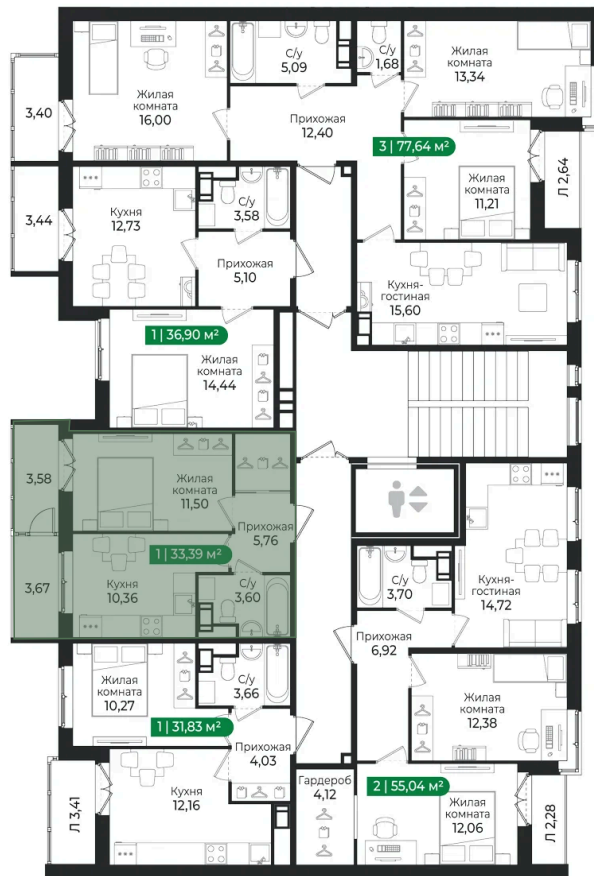 С/у
5,09
С/у
1,68
Жилая
комната
13,34
Жилая
комната
16,00
3,40
Прихожая
12,40
3 | 77,64 м²
Жилая
комната
11,21
Л 2,64
3,44
Кухня
12,73
С/у
3,58
Прихожая
5,10
Кухня-
гостиная
15,60
1 | 36,90 м²
Жилая
комната
14,44
3,58
Жилая
комната
11,50
Прихожая
5,76
1 | 33,39 м²
3,67
10,36
С/у
3,60
С/у
3,70
Кухня-
гостиная
14,72
Прихожая
6,92
Жилая
комната
10,27
С/у
3,66
1 | 31,83 м²
Прихожая
4,03
Жилая
комната
12,38
Л 3,41
Кухня
12,16
Гардероб
4,12
2 | 55,04 м²
Жилая
комната
12,06
Л 2,28